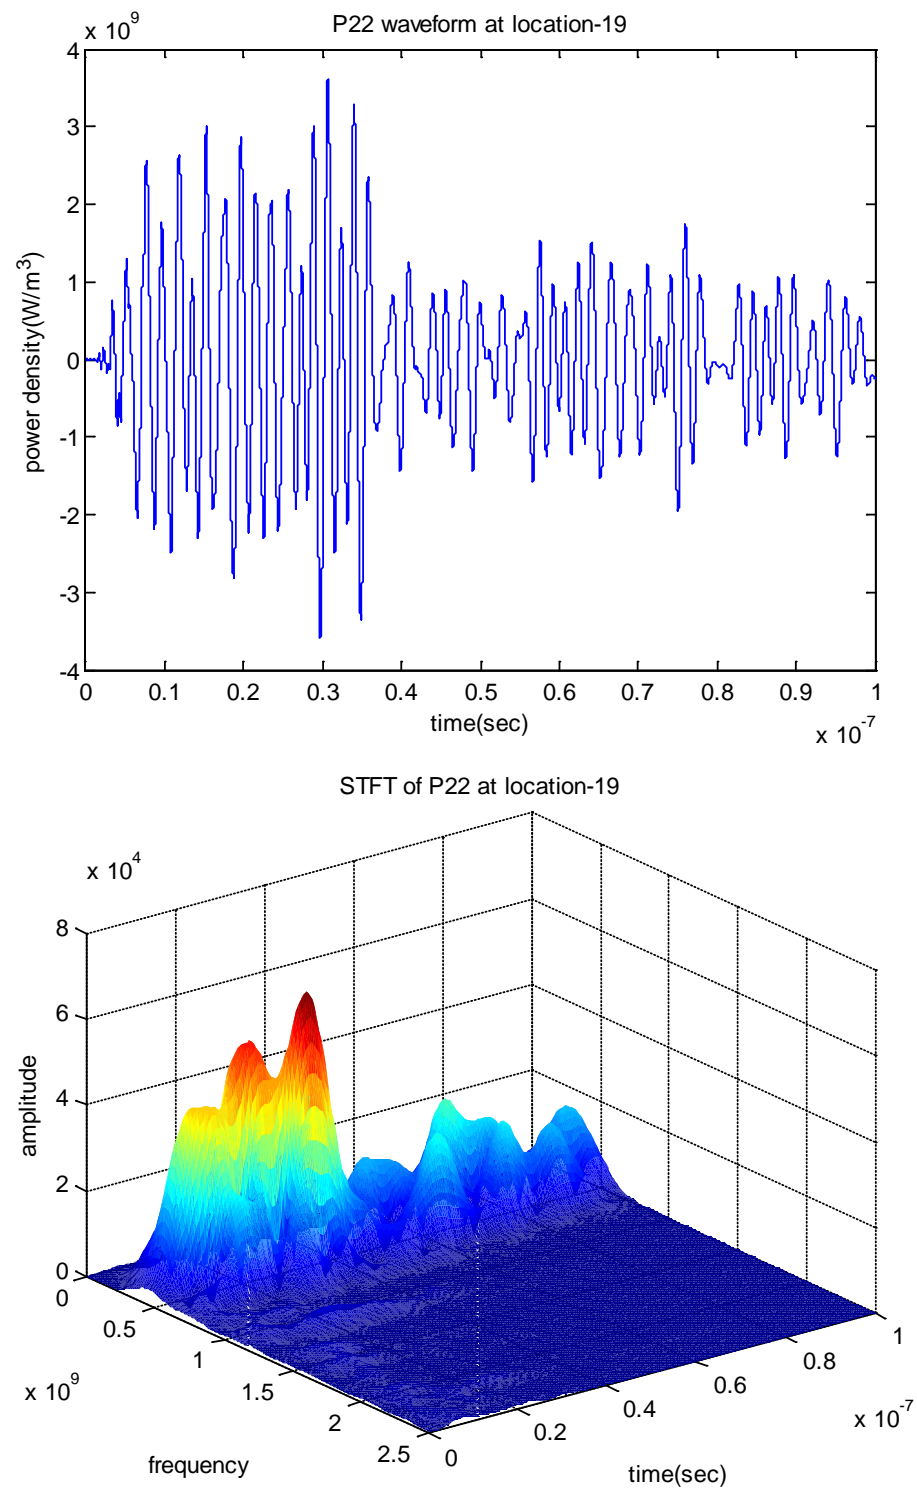 x 10^9
P22 waveform at location-19
4
3
2
1
0
-1
-2
-3
-4
power density(W/m^3)
0 0.1 0.2 0.3 0.4 0.5 0.6 0.7 0.8 0.9 1
time(sec)
x 10^-7
STFT of P22 at location-19
x 10^4
8
6
4
2
0
amplitude
0
0.5
1
1.5
2
2.5
x 10^9
frequency
0
0.2
0.4
0.6
0.8
1
x 10^-7
time(sec)